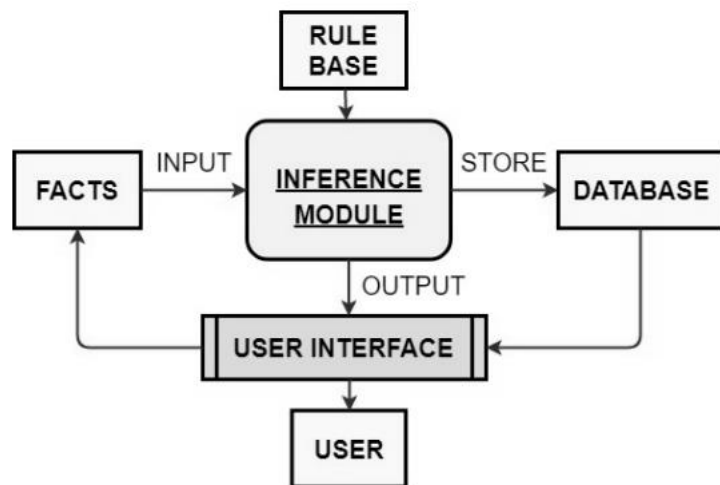 RULE
BASE
INPUT
STORE
FACTS
INFERENCE
MODULE
DATABASE
OUTPUT
USER INTERFACE
USER